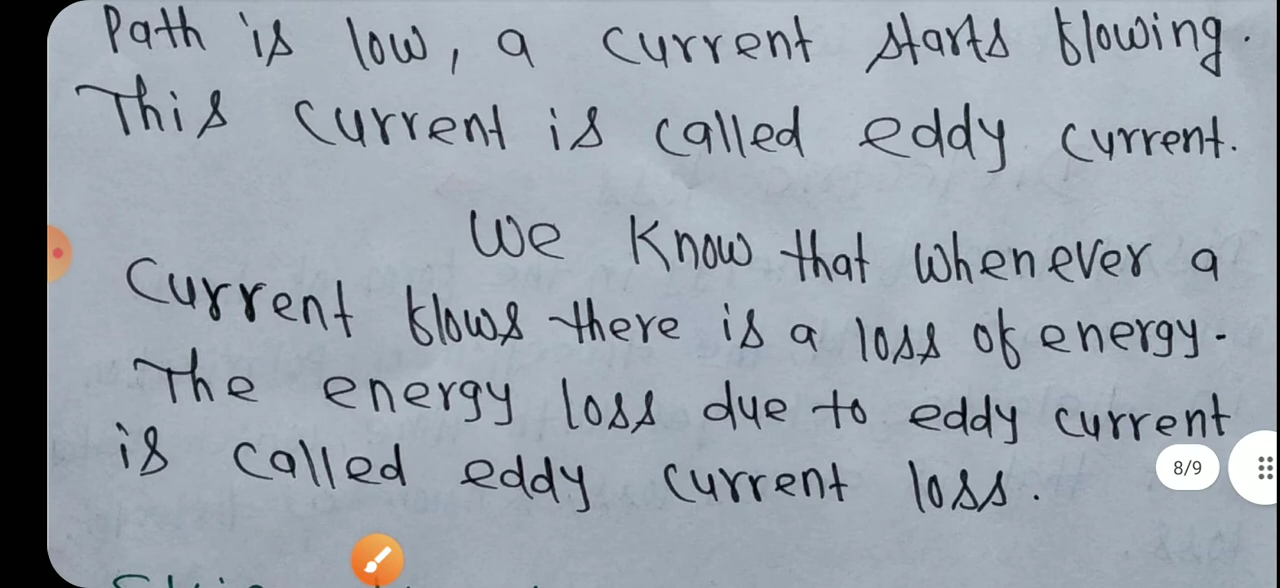 Path is low, a current starts flowing.
This current is called eddy current.
We know that whenever a
current flows there is a loss of energy.
The energy loss due to eddy current
is called eddy current loss.
8/9